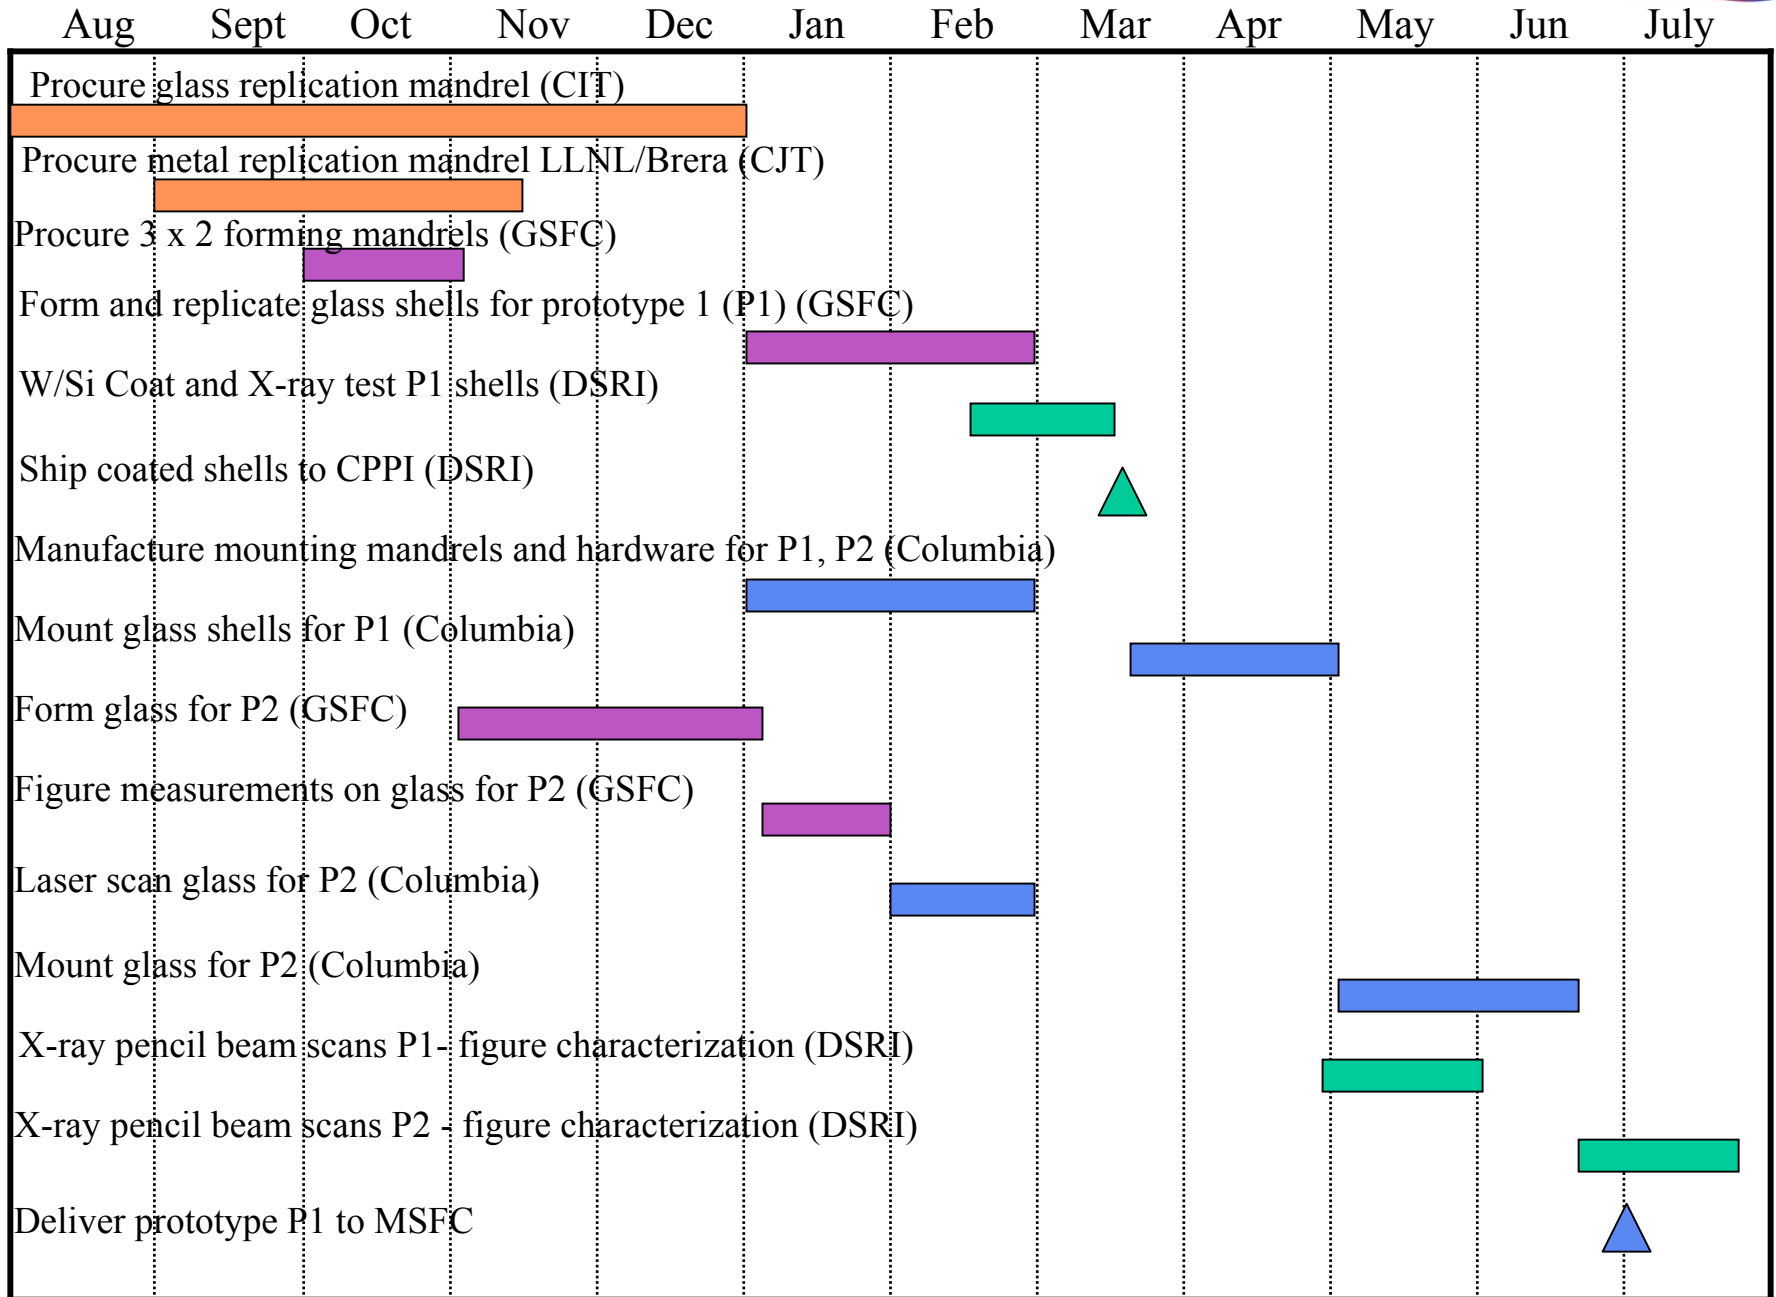 Aug Sept Oct Nov Dec Jan Feb Mar Apr May Jun July
Procure glass replication mandrel (CIT)
Procure metal replication mandrel LLNL/Brera (CJT)
Procure 3 x 2 forming mandrels (GSFC)
Form and replicate glass shells for prototype 1 (P1) (GSFC)
W/Si Coat and X-ray test P1 shells (DSRI)
Ship coated shells to CPPI (DSRI)
Manufacture mounting mandrels and hardware for P1, P2 (Columbia)
Mount glass shells for P1 (Columbia)
Form glass for P2 (GSFC)
Figure measurements on glass for P2 (GSFC)
Laser scan glass for P2 (Columbia)
Mount glass for P2 (Columbia)
X-ray pencil beam scans P1- figure characterization (DSRI)
X-ray pencil beam scans P2 - figure characterization (DSRI)
Deliver prototype P1 to MSFC